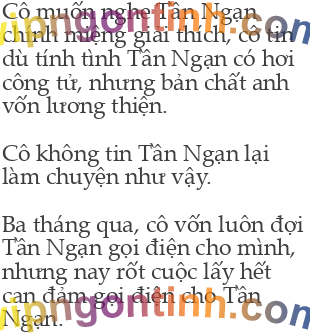 Cô muốn nghe Tần Ngạn
chính miệng giải thích, cô tin
dù tính tình Tần Ngạn có hơi
công tử, nhưng bản chất anh
vốn lương thiện.

Cô không tin Tần Ngạn lại
làm chuyện như vậy.

Ba tháng qua, cô vốn luôn đợi
Tần Ngạn gọi điện cho mình,
nhưng nay rốt cuộc lấy hết
can đảm gọi điện cho Tần
Ngạn.
vipngontinh.com
vipngontinh.com